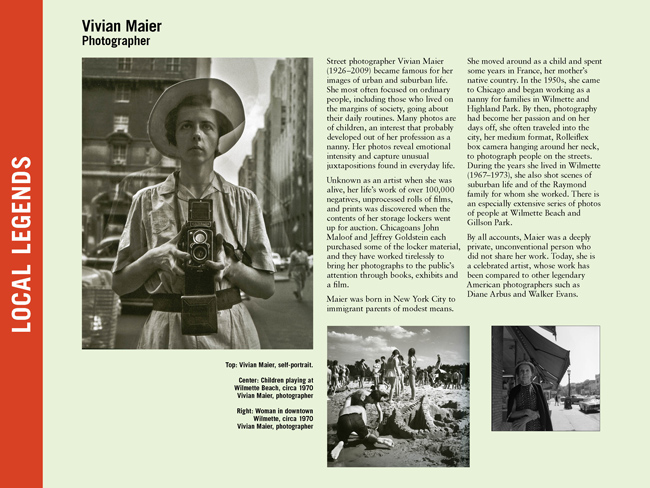 LOCAL LEGENDS
Vivian Maier
Photographer
Street photographer Vivian Maier
(1926–2009) became famous for her
images of urban and suburban life.
She most often focused on ordinary
people, including those who lived on
the margins of society, going about
their daily routines. Many photos are
of children, an interest that probably
developed out of her profession as a
nanny. Her photos reveal emotional
intensity and capture unusual
juxtapositions found in everyday life.
Unknown as an artist when she was
alive, her life's work of over 100,000
negatives, unprocessed rolls of films,
and prints was discovered when the
contents of her storage lockers went
up for auction. Chicagoans John
Maloof and Jeffrey Goldstein each
purchased some of the locker material,
and they have worked tirelessly to
bring her photographs to the public's
attention through books, exhibits and
a film.
Maier was born in New York City to
immigrant parents of modest means.
She moved around as a child and spent
some years in France, her mother's
native country. In the 1950s, she came
to Chicago and began working as a
nanny for families in Wilmette and
Highland Park. By then, photography
had become her passion and on her
days off, she often traveled into the
city, her medium format, Rolleiflex
box camera hanging around her neck,
to photograph people on the streets.
During the years she lived in Wilmette
(1967–1973), she also shot scenes of
suburban life and of the Raymond
family for whom she worked. There is
an especially extensive series of photos
of people at Wilmette Beach and
Gillson Park.
By all accounts, Maier was a deeply
private, unconventional person who
did not share her work. Today, she is
a celebrated artist, whose work has
been compared to other legendary
American photographers such as
Diane Arbus and Walker Evans.
Top: Vivian Maier, self-portrait.
Center: Children playing at
Wilmette Beach, circa 1970
Vivian Maier, photographer
Right: Woman in downtown
Wilmette, circa 1970
Vivian Maier, photographer